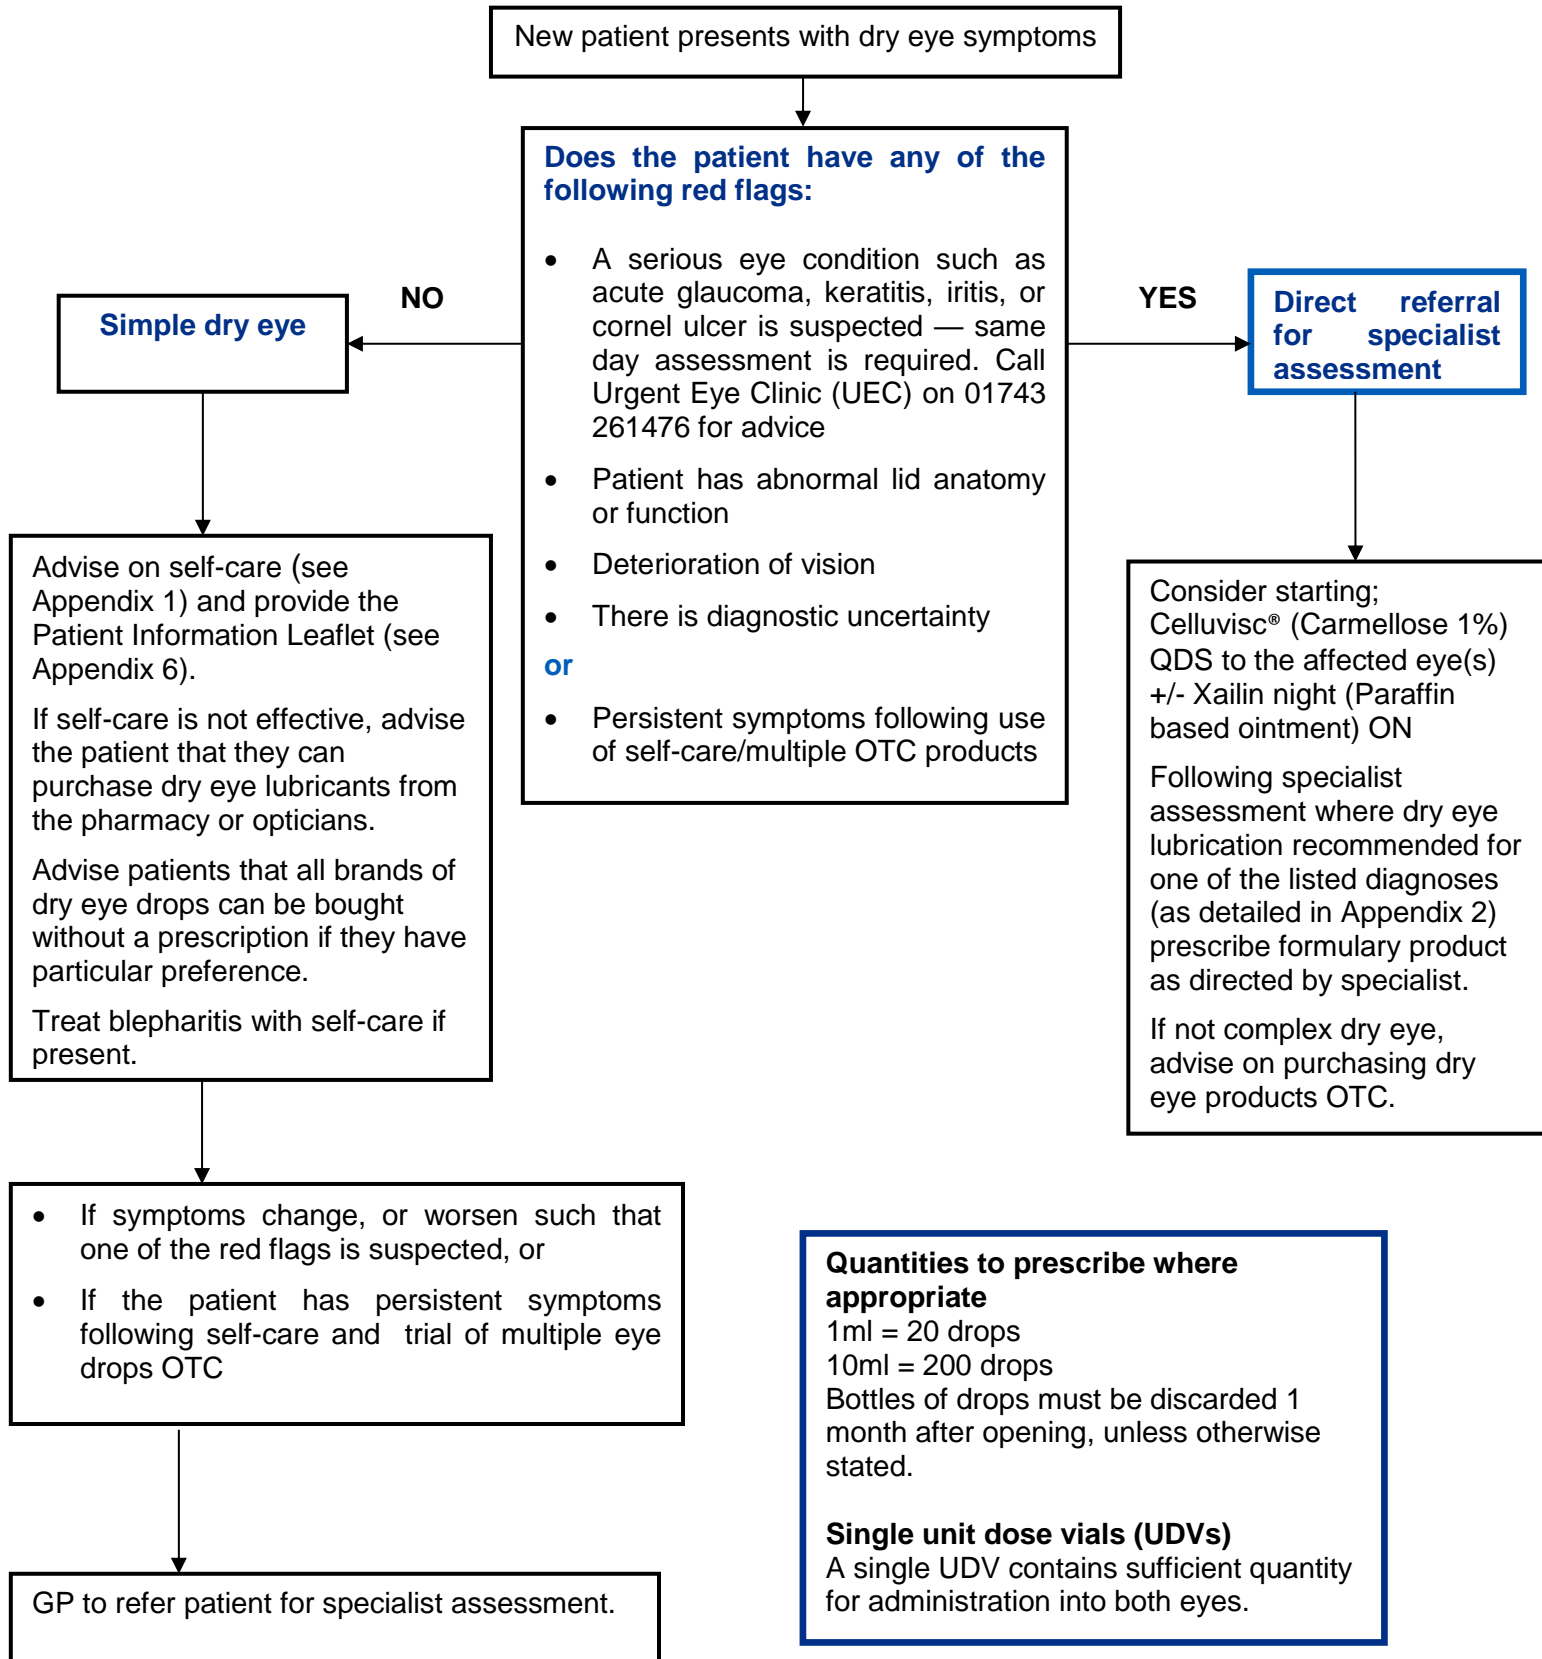 New patient presents with dry eye symptoms
Does the patient have any of the
following red flags:
• A serious eye condition such as
acute glaucoma, keratitis, iritis, or
cornel ulcer is suspected — same
day assessment is required. Call
Urgent Eye Clinic (UEC) on 01743
261476 for advice
• Patient has abnormal lid anatomy
or function
• Deterioration of vision
• There is diagnostic uncertainty
or
• Persistent symptoms following use
of self-care/multiple OTC products
NO
Simple dry eye
YES
Direct referral
for specialist
assessment
Advise on self-care (see
Appendix 1) and provide the
Patient Information Leaflet (see
Appendix 6).
If self-care is not effective, advise
the patient that they can
purchase dry eye lubricants from
the pharmacy or opticians.
Advise patients that all brands of
dry eye drops can be bought
without a prescription if they have
particular preference.
Treat blepharitis with self-care if
present.
Consider starting;
Celluvisc® (Carmellose 1%)
QDS to the affected eye(s)
+/- Xailin night (Paraffin
based ointment) ON
Following specialist
assessment where dry eye
lubrication recommended for
one of the listed diagnoses
(as detailed in Appendix 2)
prescribe formulary product
as directed by specialist.
If not complex dry eye,
advise on purchasing dry
eye products OTC.
• If symptoms change, or worsen such that
one of the red flags is suspected, or
• If the patient has persistent symptoms
following self-care and trial of multiple eye
drops OTC
GP to refer patient for specialist assessment.
Quantities to prescribe where
appropriate
1ml = 20 drops
10ml = 200 drops
Bottles of drops must be discarded 1
month after opening, unless otherwise
stated.
Single unit dose vials (UDVs)
A single UDV contains sufficient quantity
for administration into both eyes.